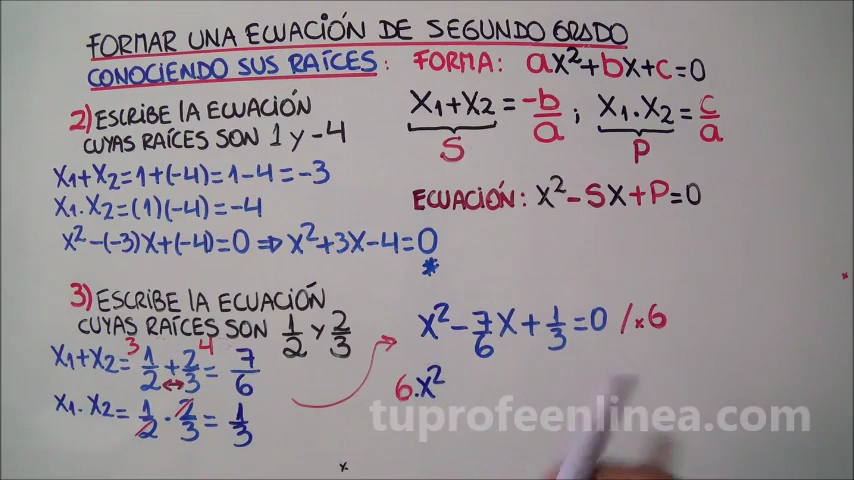 FORMAR UNA ECUACIÓN DE SEGUNDO GRADO
CONOCIENDO SUS RAÍCES: FORMA: ax²+bx+c=0
2) ESCRIBE LA ECUACIÓN
CUYAS RAÍCES SON 1 y -4
x₁+x₂=1+(-4)=1-4=-3
x₁.x₂=(1)(-4)=-4
x²-(-3)x+(-4)=0 ⇒ x²+3x-4=0
*
x₁+x₂ = -b/a ; x₁.x₂ = c/a
S P
ECUACIÓN: x²-Sx+P=0
3) ESCRIBE LA ECUACIÓN
CUYAS RAÍCES SON 1/2 y 2/3
3 4
x₁+x₂= 1/2 + 2/3 = 7/6
x₁.x₂= 1/2 . 2/3 = 1/3
x² - 7/6 x + 1/3 = 0 /x6
6.x²
tuprofeenlinea.com